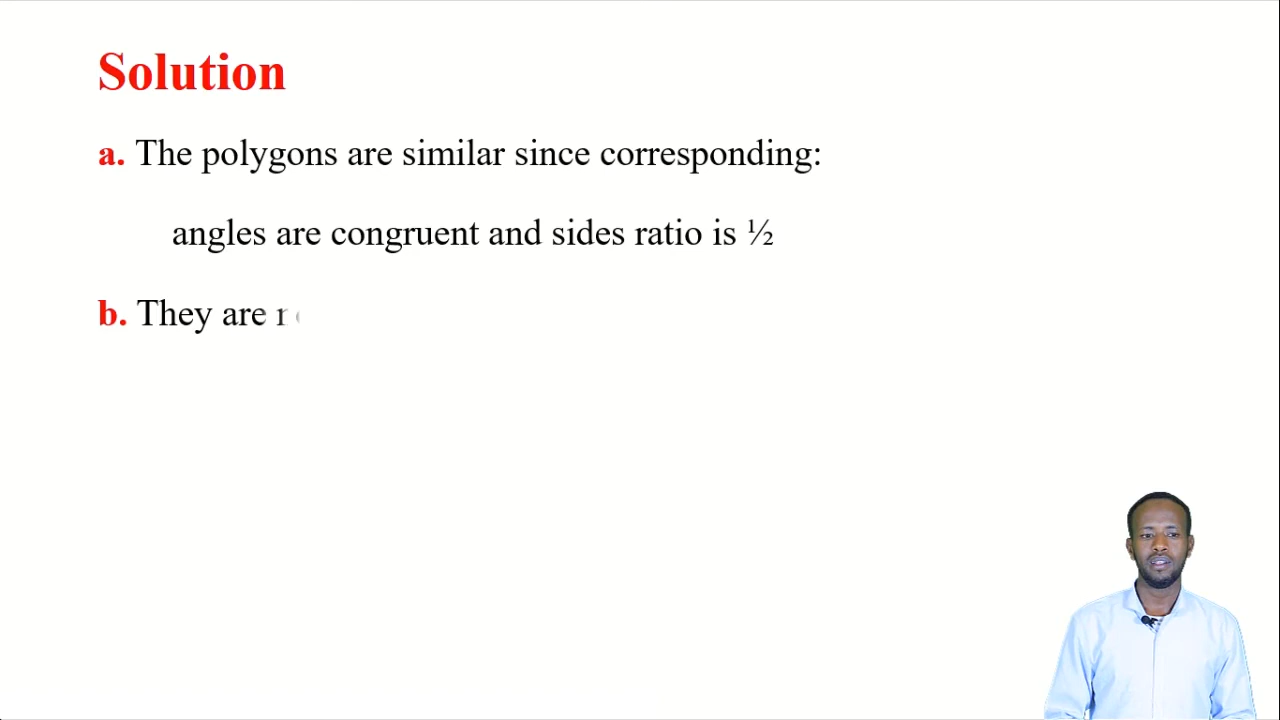 Solution
a. The polygons are similar since corresponding:
angles are congruent and sides ratio is ½
b. They are